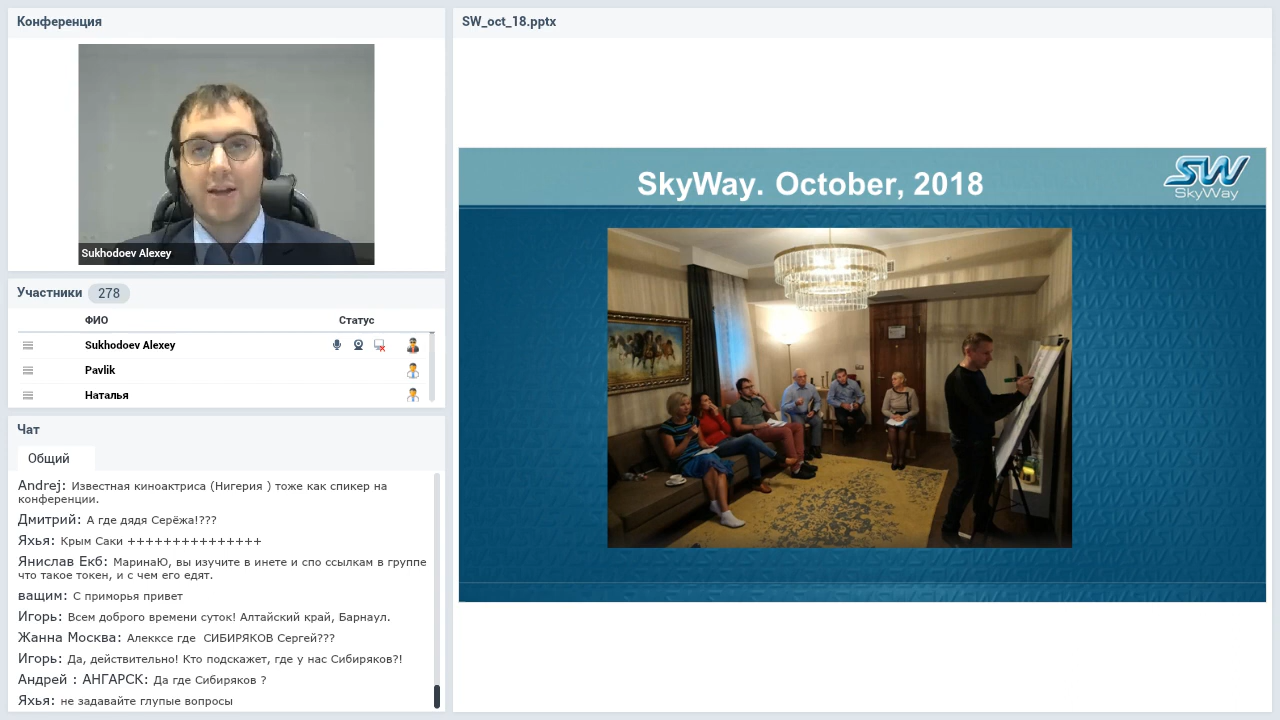 Конференция
Sukhodoev Alexey
Участники 278
ФИО Статус
Sukhodoev Alexey
Pavlik
Наталья
Чат
Общий
Andrej: Известная киноактриса (Нигерия ) тоже как спикер на
конференции.
Дмитрий: А где дядя Серёжа!???
Яхья: Крым Саки +++++++++++++++
Янислав Екб: МаринаЮ, вы изучите в инете и спо ссылкам в группе
что такое токен, и с чем его едят.
ващим: С приморья привет
Игорь: Всем доброго времени суток! Алтайский край, Барнаул.
Жанна Москва: Алекксе где  СИБИРЯКОВ Сергей???
Игорь: Да, действительно! Кто подскажет, где у нас Сибиряков?!
Андрей : АНГАРСК: Да где Сибиряков ?
Яхья: не задавайте глупые вопросы
SW_oct_18.pptx
SkyWay. October, 2018
SW
SkyWay